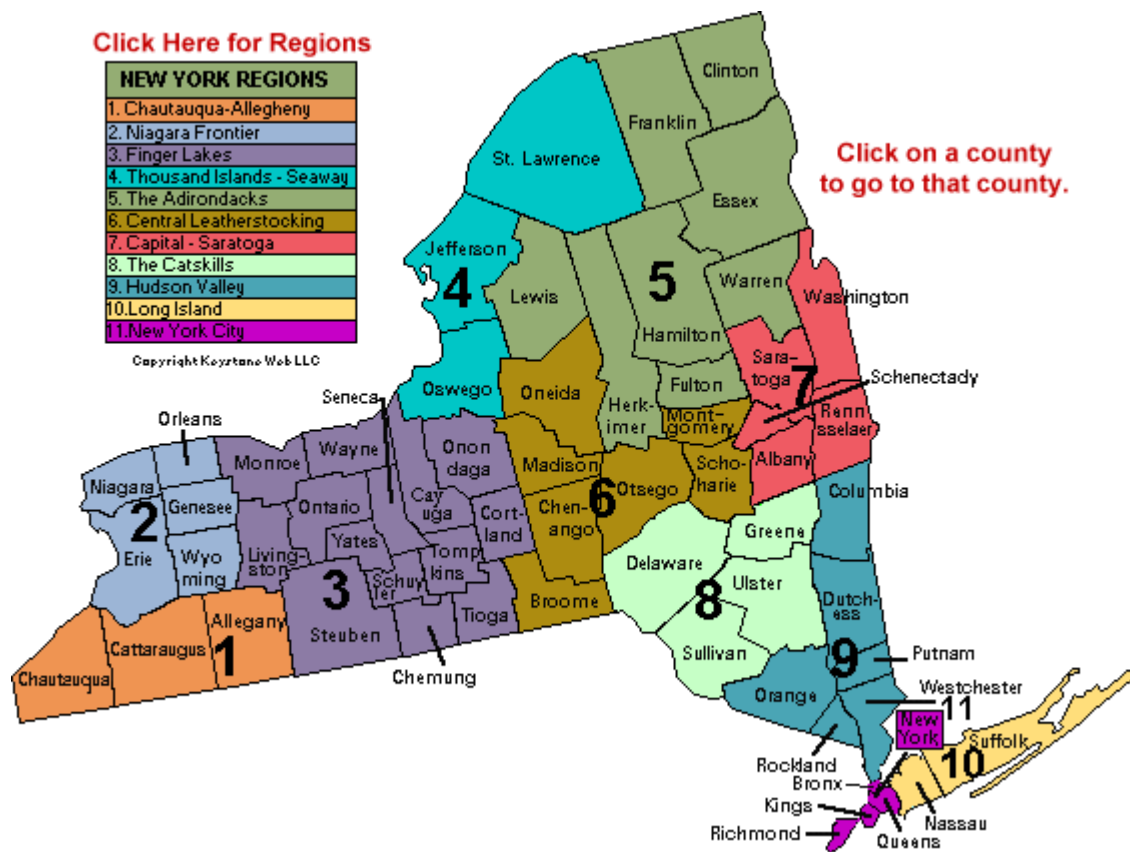 Click Here for Regions
NEW YORK REGIONS
1. Chautauqua-Allegheny
2. Niagara Frontier
3. Finger Lakes
4. Thousand Islands - Seaway
5. The Adirondacks
6. Central Leatherstocking
7. Capital - Saratoga
8. The Catskills
9. Hudson Valley
10.Long Island
11.New York City
Copyright Keystone Web LLC
Click on a county
to go to that county.
Clinton
Franklin
St. Lawrence
Essex
Jefferson
4
Lewis
5
Hamilton
Warren
Washington
Oswego
Oneida
Herk-
imer
Fulton
Mont-
gomery
Sara-
toga
7
Schenectady
Renn
sselaer
Albany
Seneca
Orleans
Niagara
2
Erie
Genesee
Wyo
ming
Monroe
Wayne
Onon
daga
Ontario
Cay
uga
Cort-
land
Living-
ston
Yates
Schuy
ler
Tomp
kins
3
Steuben
Tioga
Chemung
Madison
Chen-
ango
6
Otsego
Scho-
harie
Broome
Allegany
1
Cattaraugus
Chautauqua
Delaware
Greene
8
Ulster
Sullivan
Columbia
Dutch-
ess
9
Putnam
Orange
Westchester
11
New
York
Rockland
Bronx
Kings
Richmond
Queens
Nassau
10
Suffolk